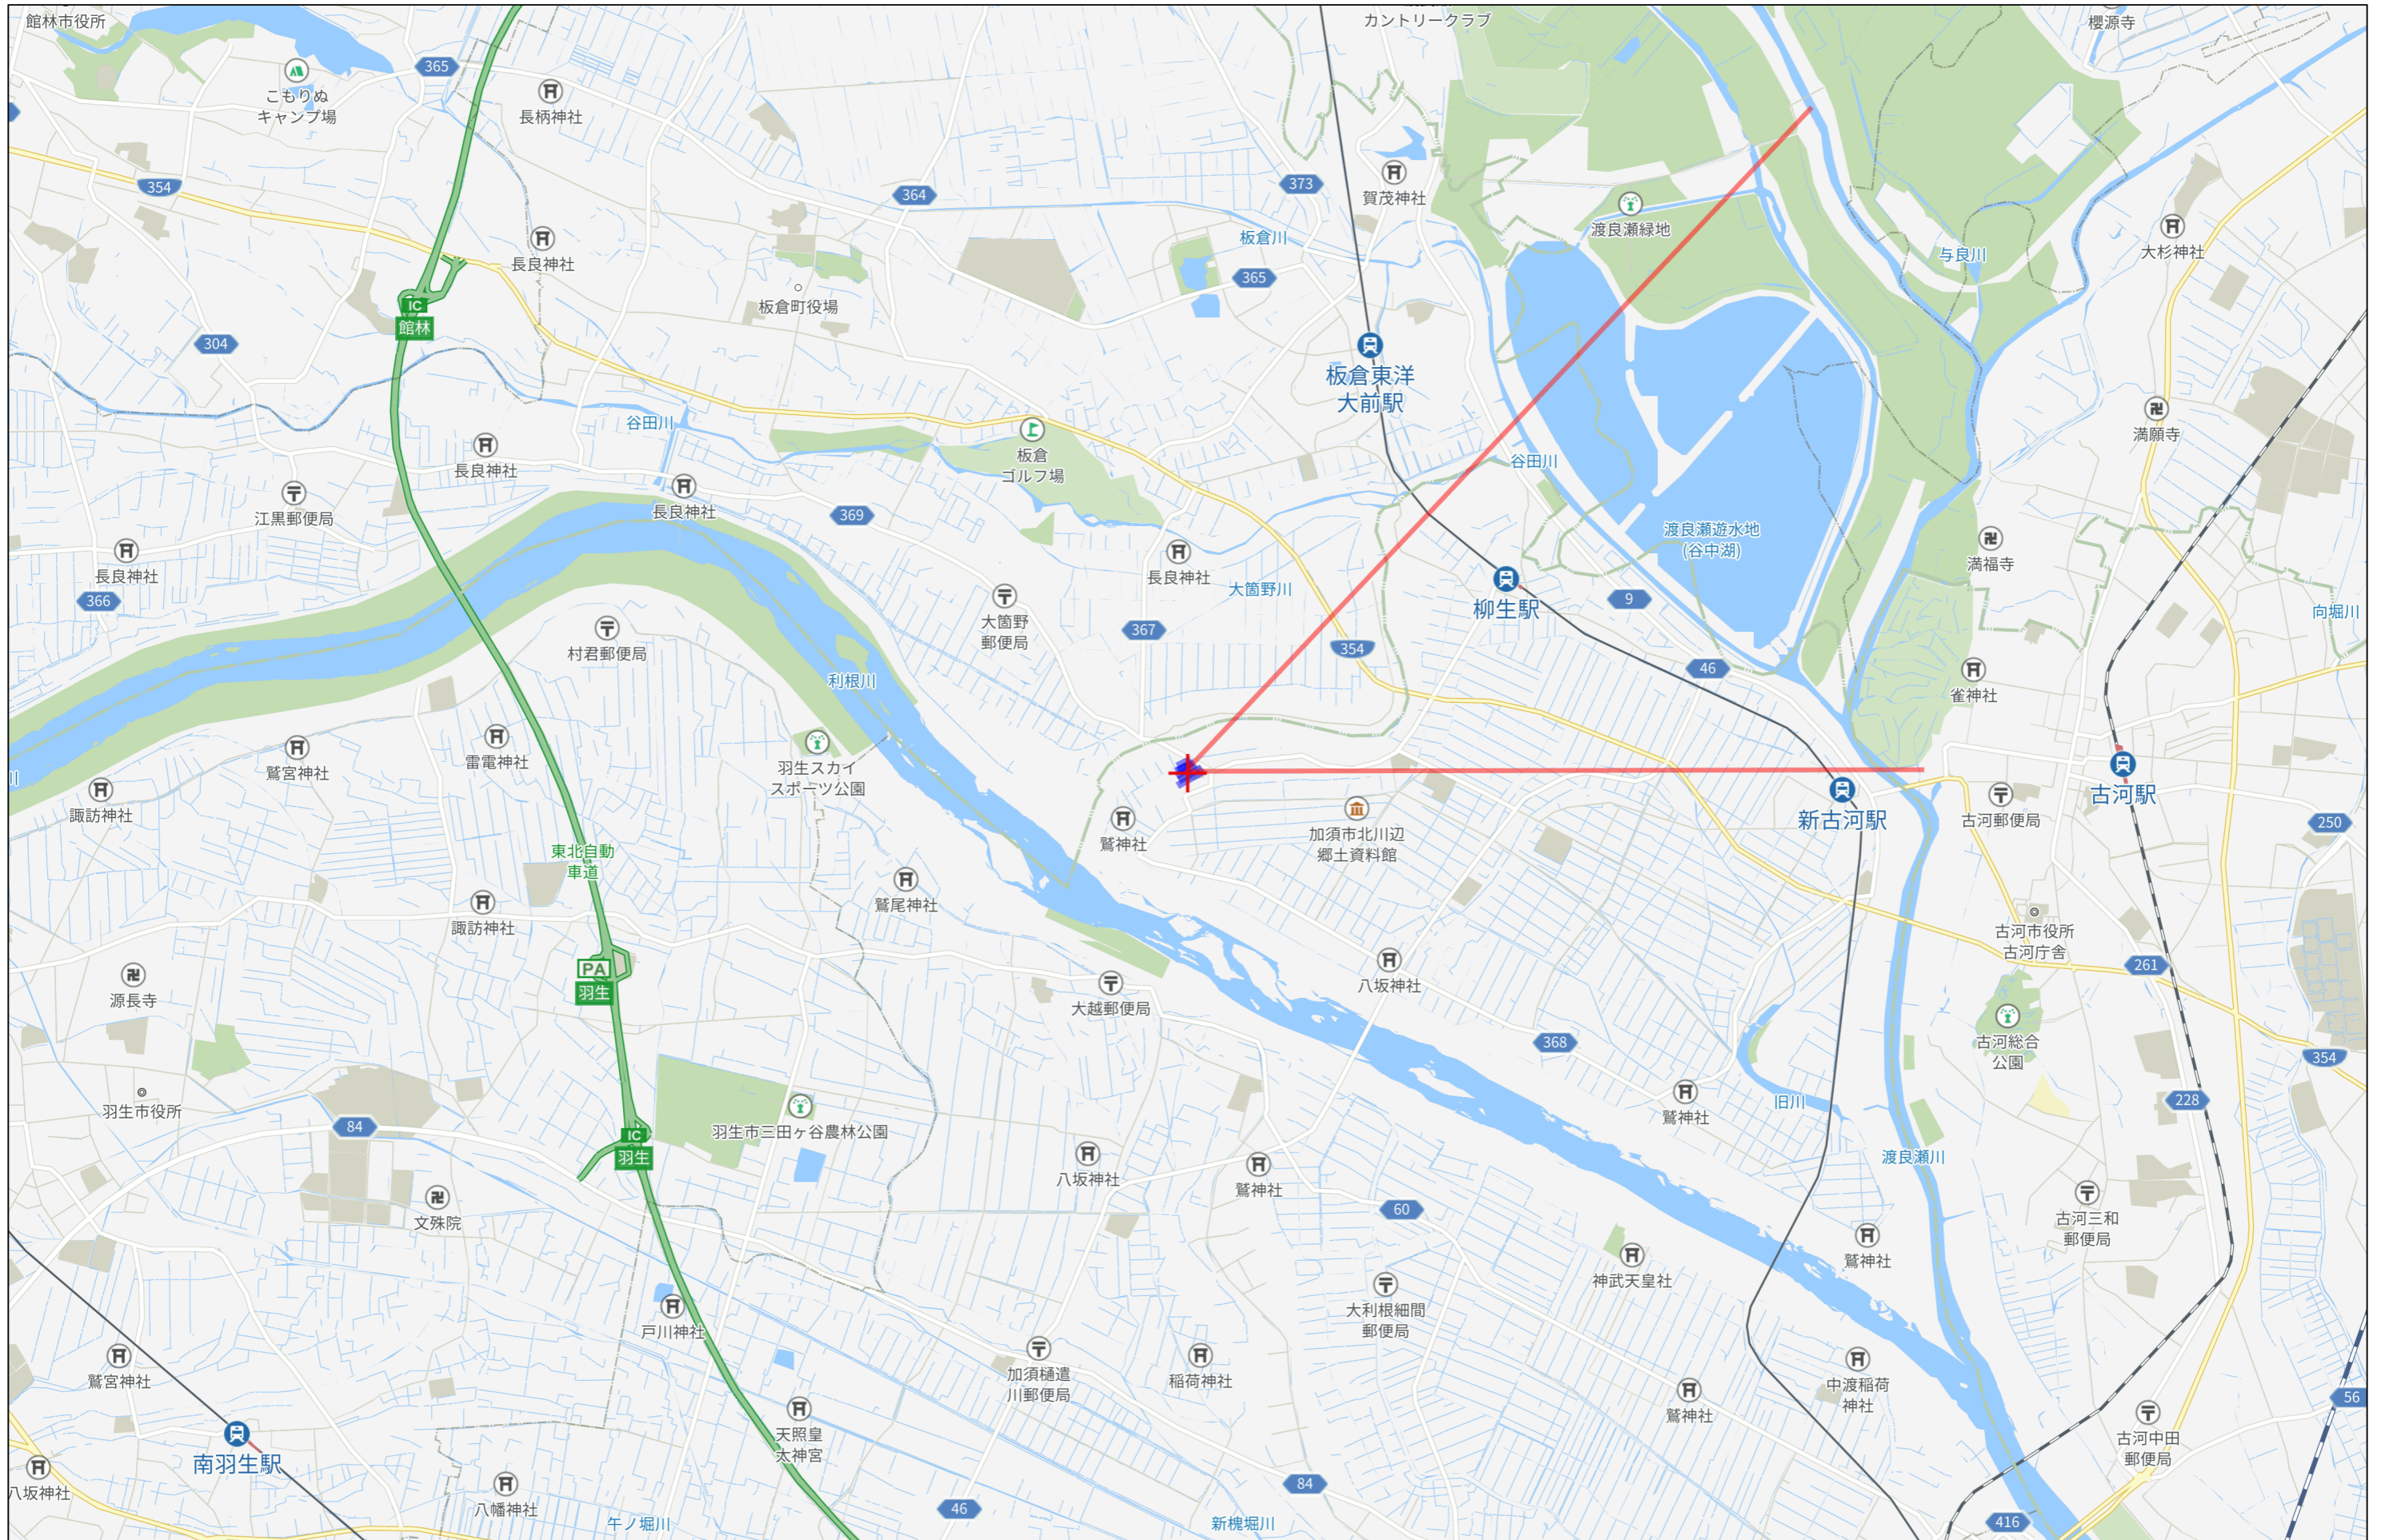 館林市役所
カントリークラブ
櫻源寺
365
こもりぬ
キャンプ場
長柄神社
354
364
373
賀茂神社
渡良瀬緑地
板倉川
与良川
大杉神社
長良神社
365
板倉町役場
IC
館林
304
板倉東洋
大前駅
谷田川
満願寺
長良神社
板倉
ゴルフ場
谷田川
江黒郵便局
長良神社
369
渡良瀬遊水地
(谷中湖)
満福寺
長良神社
長良神社
大箇野川
366
村君郵便局
大箇野
郵便局
367
柳生駅
9
向堀川
354
46
利根川
雀神社
鷲宮神社
雷電神社
羽生スカイ
スポーツ公園
川
諏訪神社
新古河駅
古河駅
古河郵便局
250
加須市北川辺
郷土資料館
鷲神社
東北自動
車道
鷲尾神社
諏訪神社
古河市役所
古河庁舎
261
PA
羽生
源長寺
八坂神社
大越郵便局
368
古河総合
公園
354
羽生市役所
84
羽生市三田ヶ谷農林公園
鷲神社
旧川
228
IC
羽生
渡良瀬川
八坂神社
鷲神社
文殊院
60
古河三和
郵便局
鷲神社
神武天皇社
大利根細間
郵便局
戸川神社
鷲宮神社
加須樋遣
川郵便局
稲荷神社
中渡稲荷
神社
鷲神社
56
天照皇
太神宮
古河中田
郵便局
南羽生駅
八坂神社
八幡神社
46
84
午ノ堀川
新槐堀川
416